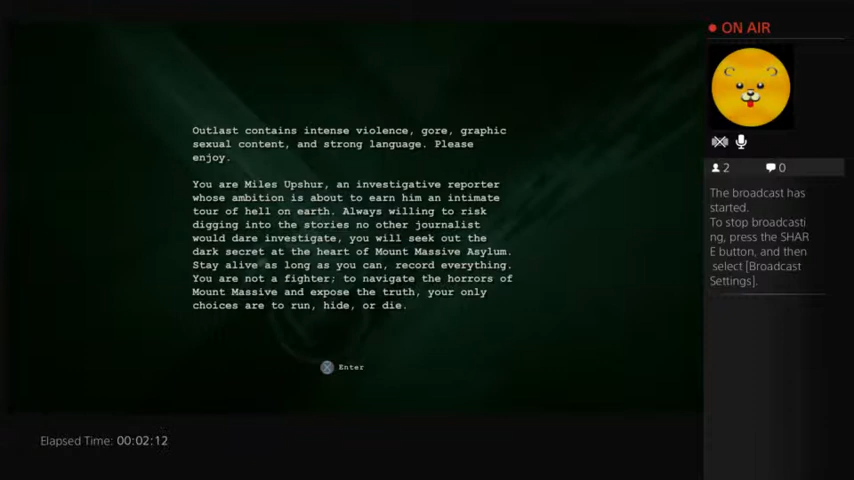 ON AIR
Outlast contains intense violence, gore, graphic
sexual content, and strong language. Please
enjoy.
You are Miles Upshur, an investigative reporter
whose ambition is about to earn him an intimate
tour of hell on earth. Always willing to risk
digging into the stories no other journalist
would dare investigate, you will seek out the
dark secret at the heart of Mount Massive Asylum.
Stay alive as long as you can, record everything.
You are not a fighter; to navigate the horrors of
Mount Massive and expose the truth, your only
choices are to run, hide, or die.
Enter
2 0
The broadcast has
started.
To stop broadcasti
ng, press the SHAR
E button, and then
select [Broadcast
Settings].
Elapsed Time: 00:02:12